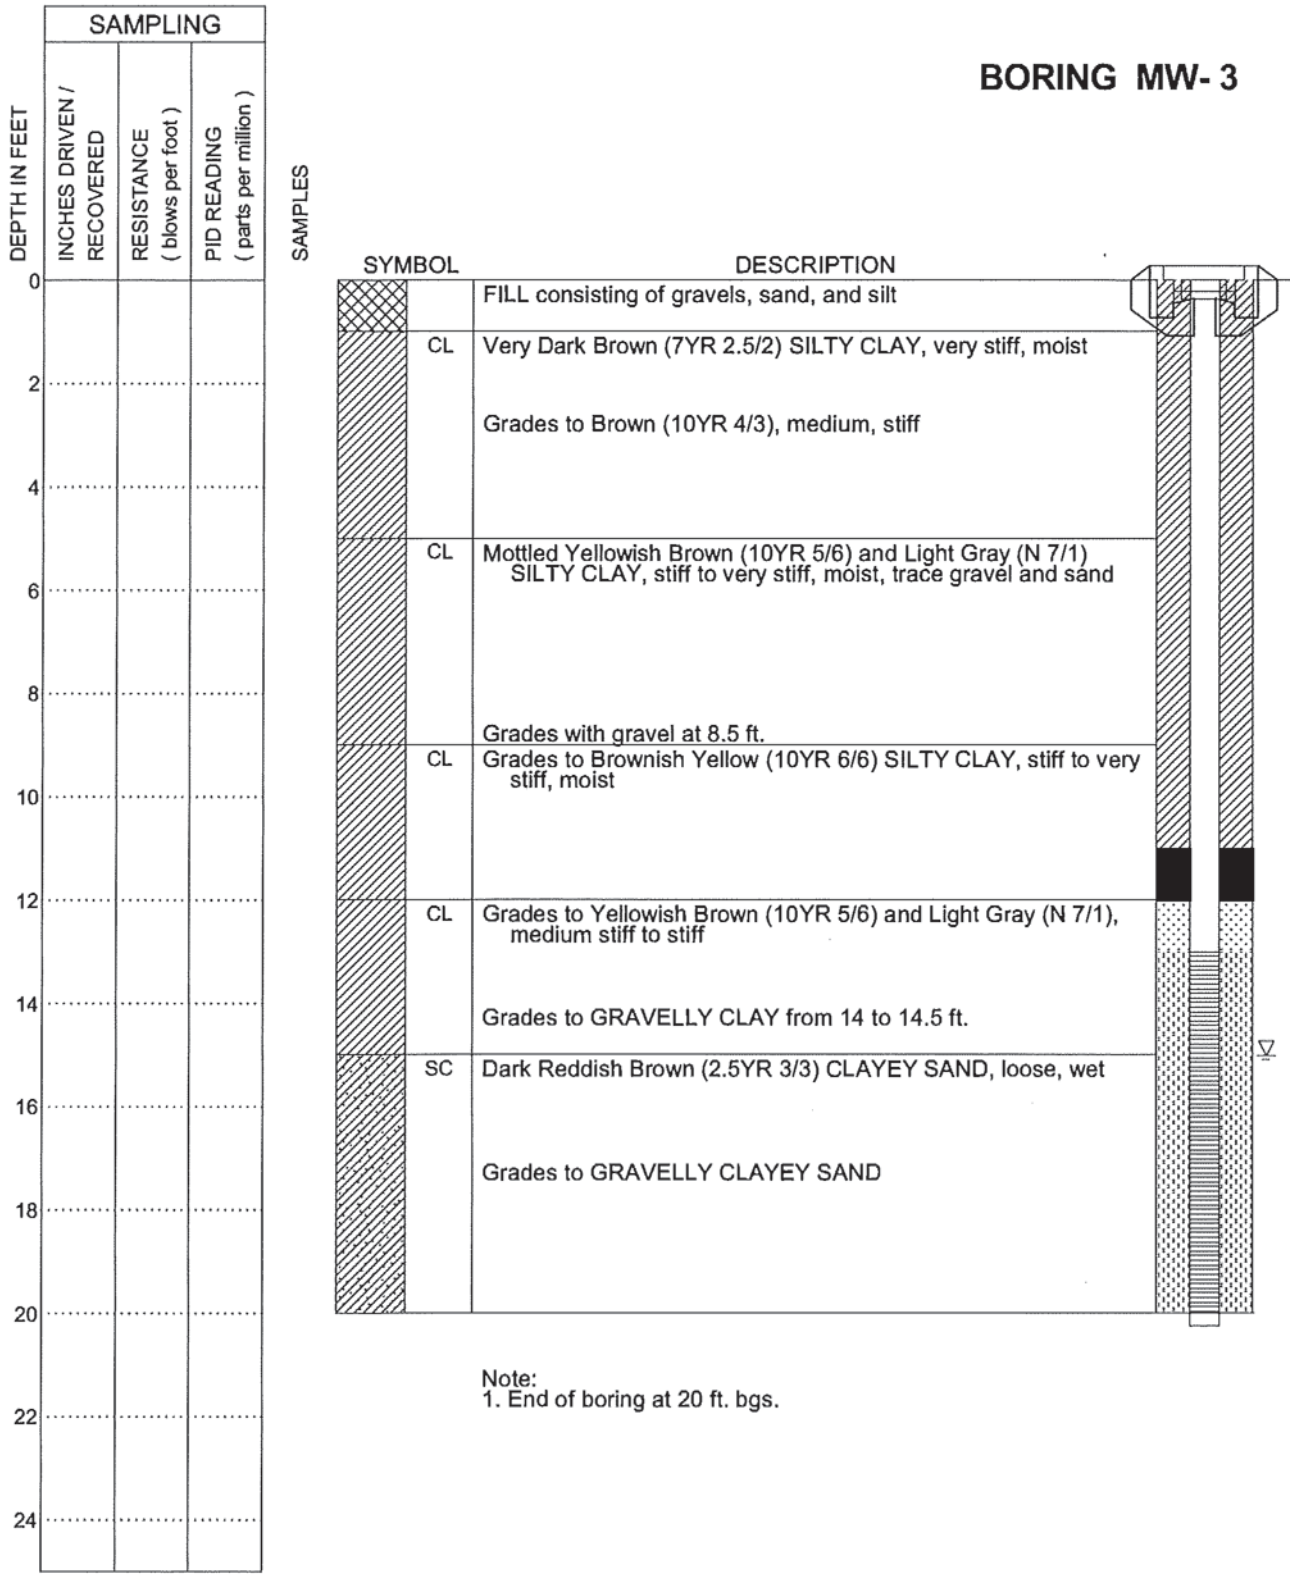 SAMPLING
BORING MW- 3
DEPTH IN FEET
INCHES DRIVEN /
RECOVERED
RESISTANCE
( blows per foot )
PID READING
( parts per million )
SAMPLES
SYMBOL DESCRIPTION
0
FILL consisting of gravels, sand, and silt
CL Very Dark Brown (7YR 2.5/2) SILTY CLAY, very stiff, moist
2
Grades to Brown (10YR 4/3), medium, stiff
4
CL Mottled Yellowish Brown (10YR 5/6) and Light Gray (N 7/1)
SILTY CLAY, stiff to very stiff, moist, trace gravel and sand
6
8
Grades with gravel at 8.5 ft.
CL Grades to Brownish Yellow (10YR 6/6) SILTY CLAY, stiff to very
stiff, moist
10
12
CL Grades to Yellowish Brown (10YR 5/6) and Light Gray (N 7/1),
medium stiff to stiff
14
Grades to GRAVELLY CLAY from 14 to 14.5 ft.
SC Dark Reddish Brown (2.5YR 3/3) CLAYEY SAND, loose, wet
16
Grades to GRAVELLY CLAYEY SAND
18
20
Note:
1. End of boring at 20 ft. bgs.
22
24